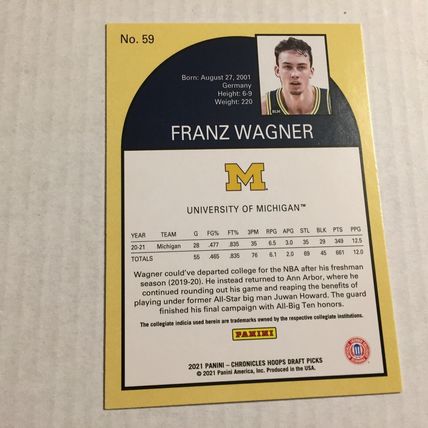 No. 59
Born: August 27, 2001
Germany
Height: 6-9
Weight: 220
BLM
FRANZ WAGNER
M
UNIVERSITY OF MICHIGAN™
YEAR TEAM G FG% FT% 3PM RPG APG STL BLK PTS PPG
20-21 Michigan 28 .477 .835 35 6.5 3.0 35 29 349 12.5
TOTALS 55 .465 .835 76 6.1 2.0 69 45 661 12.0
Wagner could've departed college for the NBA after his freshman
season (2019-20). He instead returned to Ann Arbor, where he
continued rounding out his game and reaping the benefits of
playing under former All-Star big man Juwan Howard. The guard
finished his final campaign with All-Big Ten honors.
The collegiate indicia used herein are trademarks owned by the respective collegiate institutions.
PANINI
2021 PANINI – CHRONICLES HOOPS DRAFT PICKS
© 2021 Panini America, Inc. Produced in the USA.